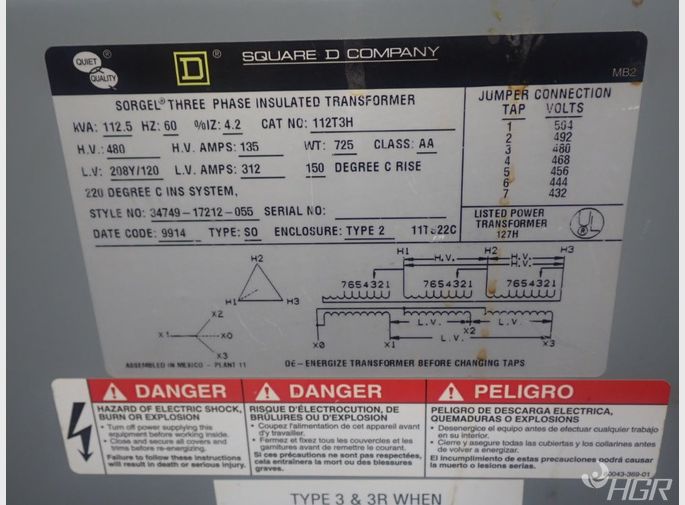 QUIET QUALITY
®
D
®
SQUARE D COMPANY
MB2
SORGEL® THREE PHASE INSULATED TRANSFORMER
KVA: 112.5 HZ: 60 %IZ: 4.2 CAT NO: 112T3H
H.V.: 480 H.V. AMPS: 135 WT: 725 CLASS: AA
L.V: 208Y/120 L.V. AMPS: 312 150 DEGREE C RISE
220 DEGREE C INS SYSTEM,
STYLE NO: 34749-17212-055 SERIAL NO:
DATE CODE: 9914 TYPE: SO ENCLOSURE: TYPE 2
JUMPER CONNECTION
TAP VOLTS
1 504
2 492
3 480
4 468
5 456
6 444
7 432
LISTED POWER
TRANSFORMER
127H
H2
H1 H3
X2
X1 X0
X3
H1 H2 H3
H.V. H.V.
H.V.
7654321 7654321 7654321
L.V. L.V.
X0 X1 X2 X3
L.V.
ASSEMBLED IN MEXICO - PLANT 11
DE-ENERGIZE TRANSFORMER BEFORE CHANGING TAPS
DANGER
HAZARD OF ELECTRIC SHOCK,
BURN OR EXPLOSION
• Turn off power supplying this
equipment before working inside.
• Close and secure all covers and
trims before re-energizing.
Failure to follow these instructions
will result in death or serious injury.
DANGER
RISQUE D'ÉLECTROCUTION, DE
BRÛLURES OU D'EXPLOSION
• Coupez l'alimentation de cet appareil avant
d'y travailler.
• Fermez et fixez tous les couvercles et les
garnitures avant de remettre le courant.
Si ces précautions ne sont pas respectées,
cela entraînera la mort ou des blessures
graves.
PELIGRO
PELIGRO DE DESCARGA ELECTRICA,
QUEMADURAS O EXPLOSIONS
• Desenergice el equipo antes de efectuar cualquier trabajo
en su interior.
• Cierre y asegure todas las cubiertas y los collarines antes
de volver a energizar.
El incumplimiento de estas precauciones podrá causar
la muerto o lesiones serias.
60043-369-01
HGR
TYPE 3 & 3R WHEN